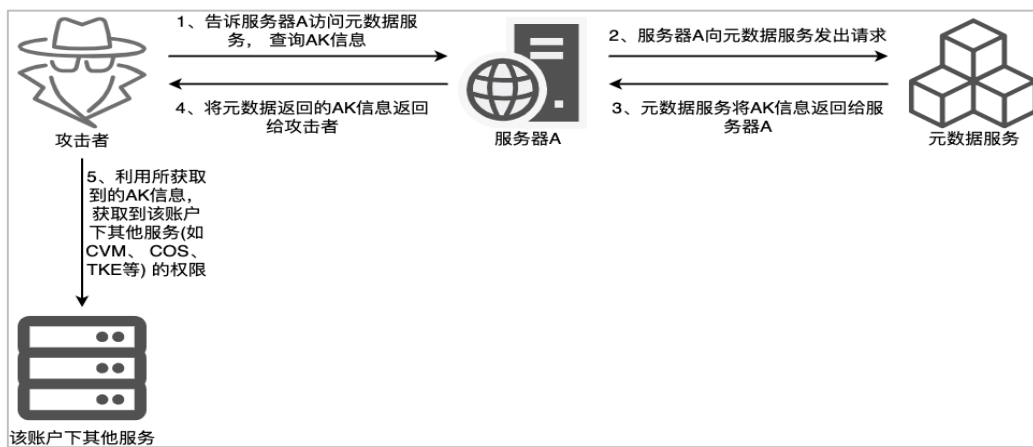 1、告诉服务器A访问元数据服
务， 查询AK信息
2、服务器A向元数据服务发出请求
4、将元数据返回的AK信息返回
给攻击者
3、元数据服务将AK信息返回给服
务器A
攻击者
服务器A
元数据服务
5、利用所获取
到的AK信息，
获取到该账户
下其他服务(如
CVM、 COS、
TKE等) 的权限
该账户下其他服务